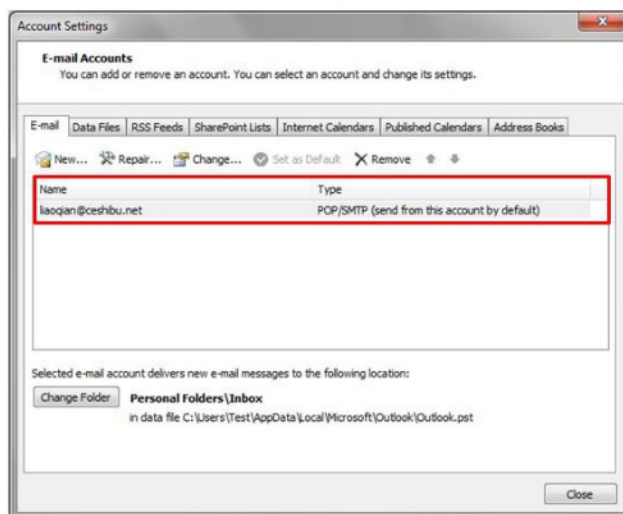 Account Settings
E-mail Accounts
You can add or remove an account. You can select an account and change its settings.
E-mail Data Files RSS Feeds SharePoint Lists Internet Calendars Published Calendars Address Books
New... Repair... Change... Set as Default Remove
Name Type
liaoqian@ceshibu.net POP/SMTP (send from this account by default)
Selected e-mail account delivers new e-mail messages to the following location:
Change Folder Personal Folders\Inbox
in data file C:\Users\Test\AppData\Local\Microsoft\Outlook\Outlook.pst
Close